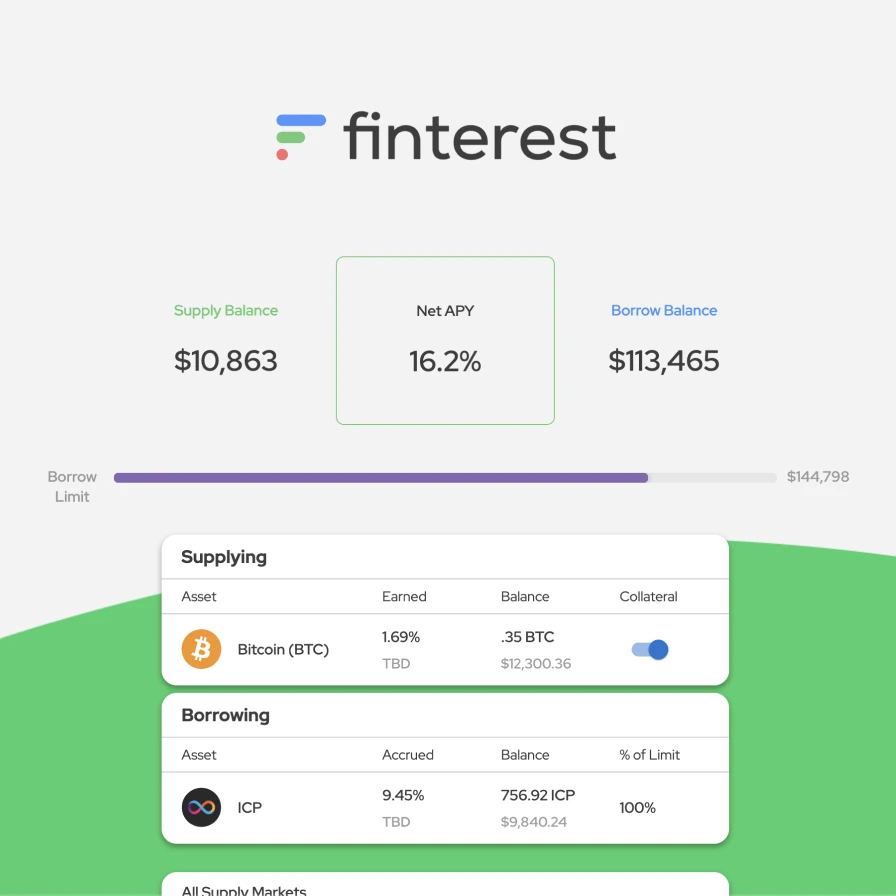 finterest
Supply Balance
Net APY
Borrow Balance
$10,863
16.2%
$113,465
Borrow
Limit
$144,798
Supplying
Asset Earned Balance Collateral
Bitcoin (BTC)
1.69%
TBD
.35 BTC
$12,300.36
Borrowing
Asset Accrued Balance % of Limit
ICP
9.45%
TBD
756.92 ICP
$9,840.24
100%
All Supply Markets